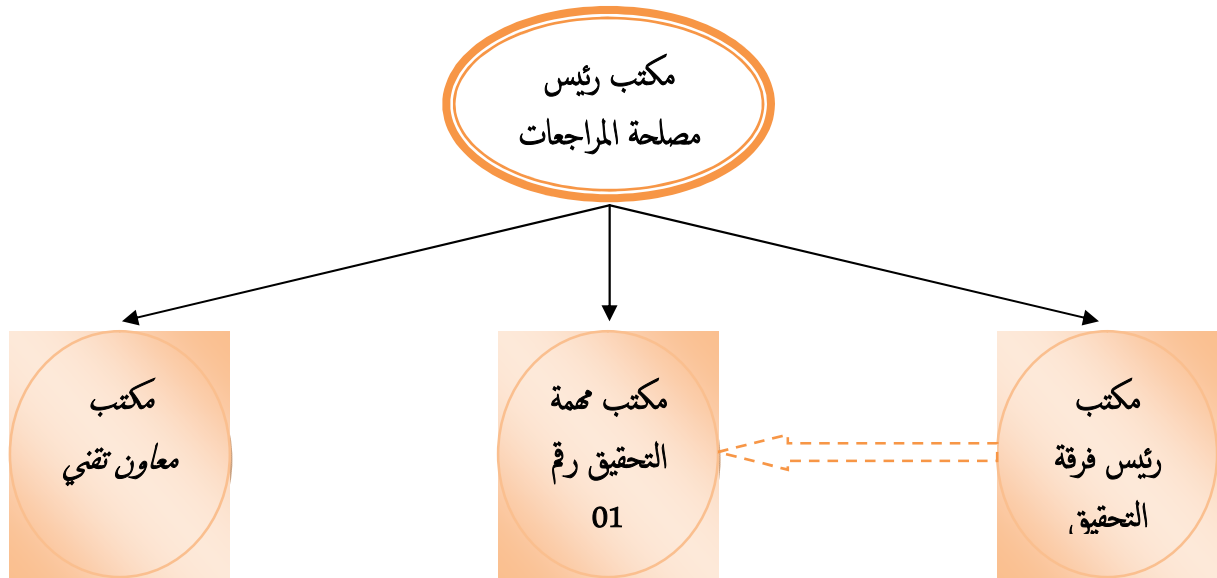 مكتب رئيس
مصلحة المراجعات
مكتب
رئيس فرقة
التحقيق
مكتب مهمة
التحقيق رقم
01
مكتب
معاون تقني